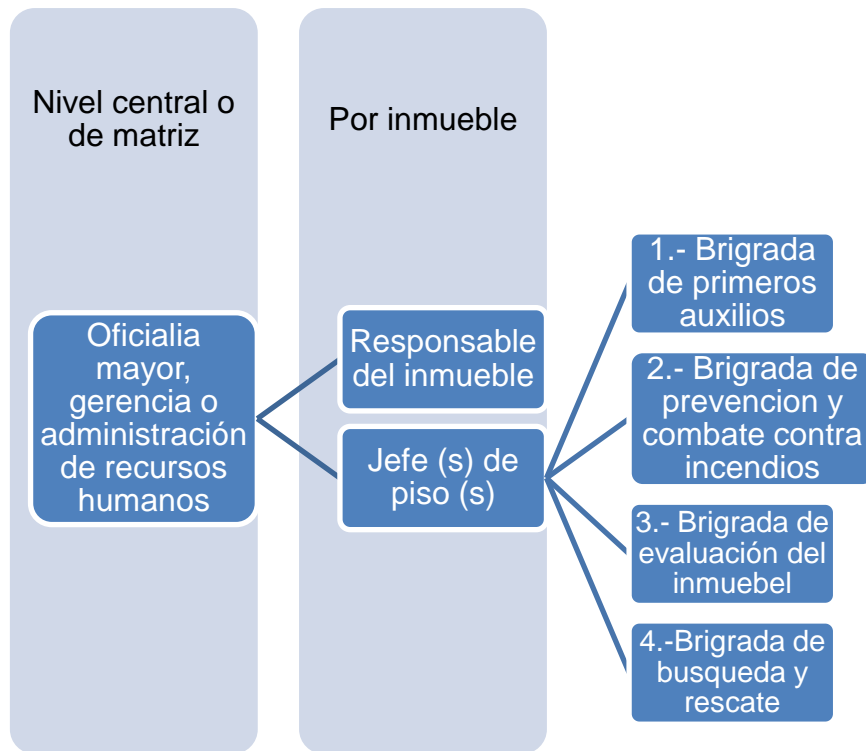 Nivel central o
de matriz
Por inmueble
Oficialia
mayor,
gerencia o
administración
de recursos
humanos
Responsable
del inmueble
Jefe (s) de
piso (s)
1.- Brigrada
de primeros
auxilios
2.- Brigrada de
prevencion y
combate contra
incendios
3.- Brigrada de
evaluación del
inmuebel
4.-Brigrada de
busqueda y
rescate